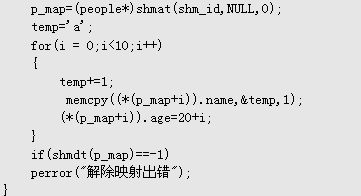 p_map=(people*)shmat(shm_id,NULL,0);
temp='a';
for(i = 0;i<10;i++)
{
temp+=1;
memcpy((*(p_map+i)).name,&temp,1);
(*(p_map+i)).age=20+i;
}
if(shmdt(p_map)==-1)
perror("解除映射出错");
}